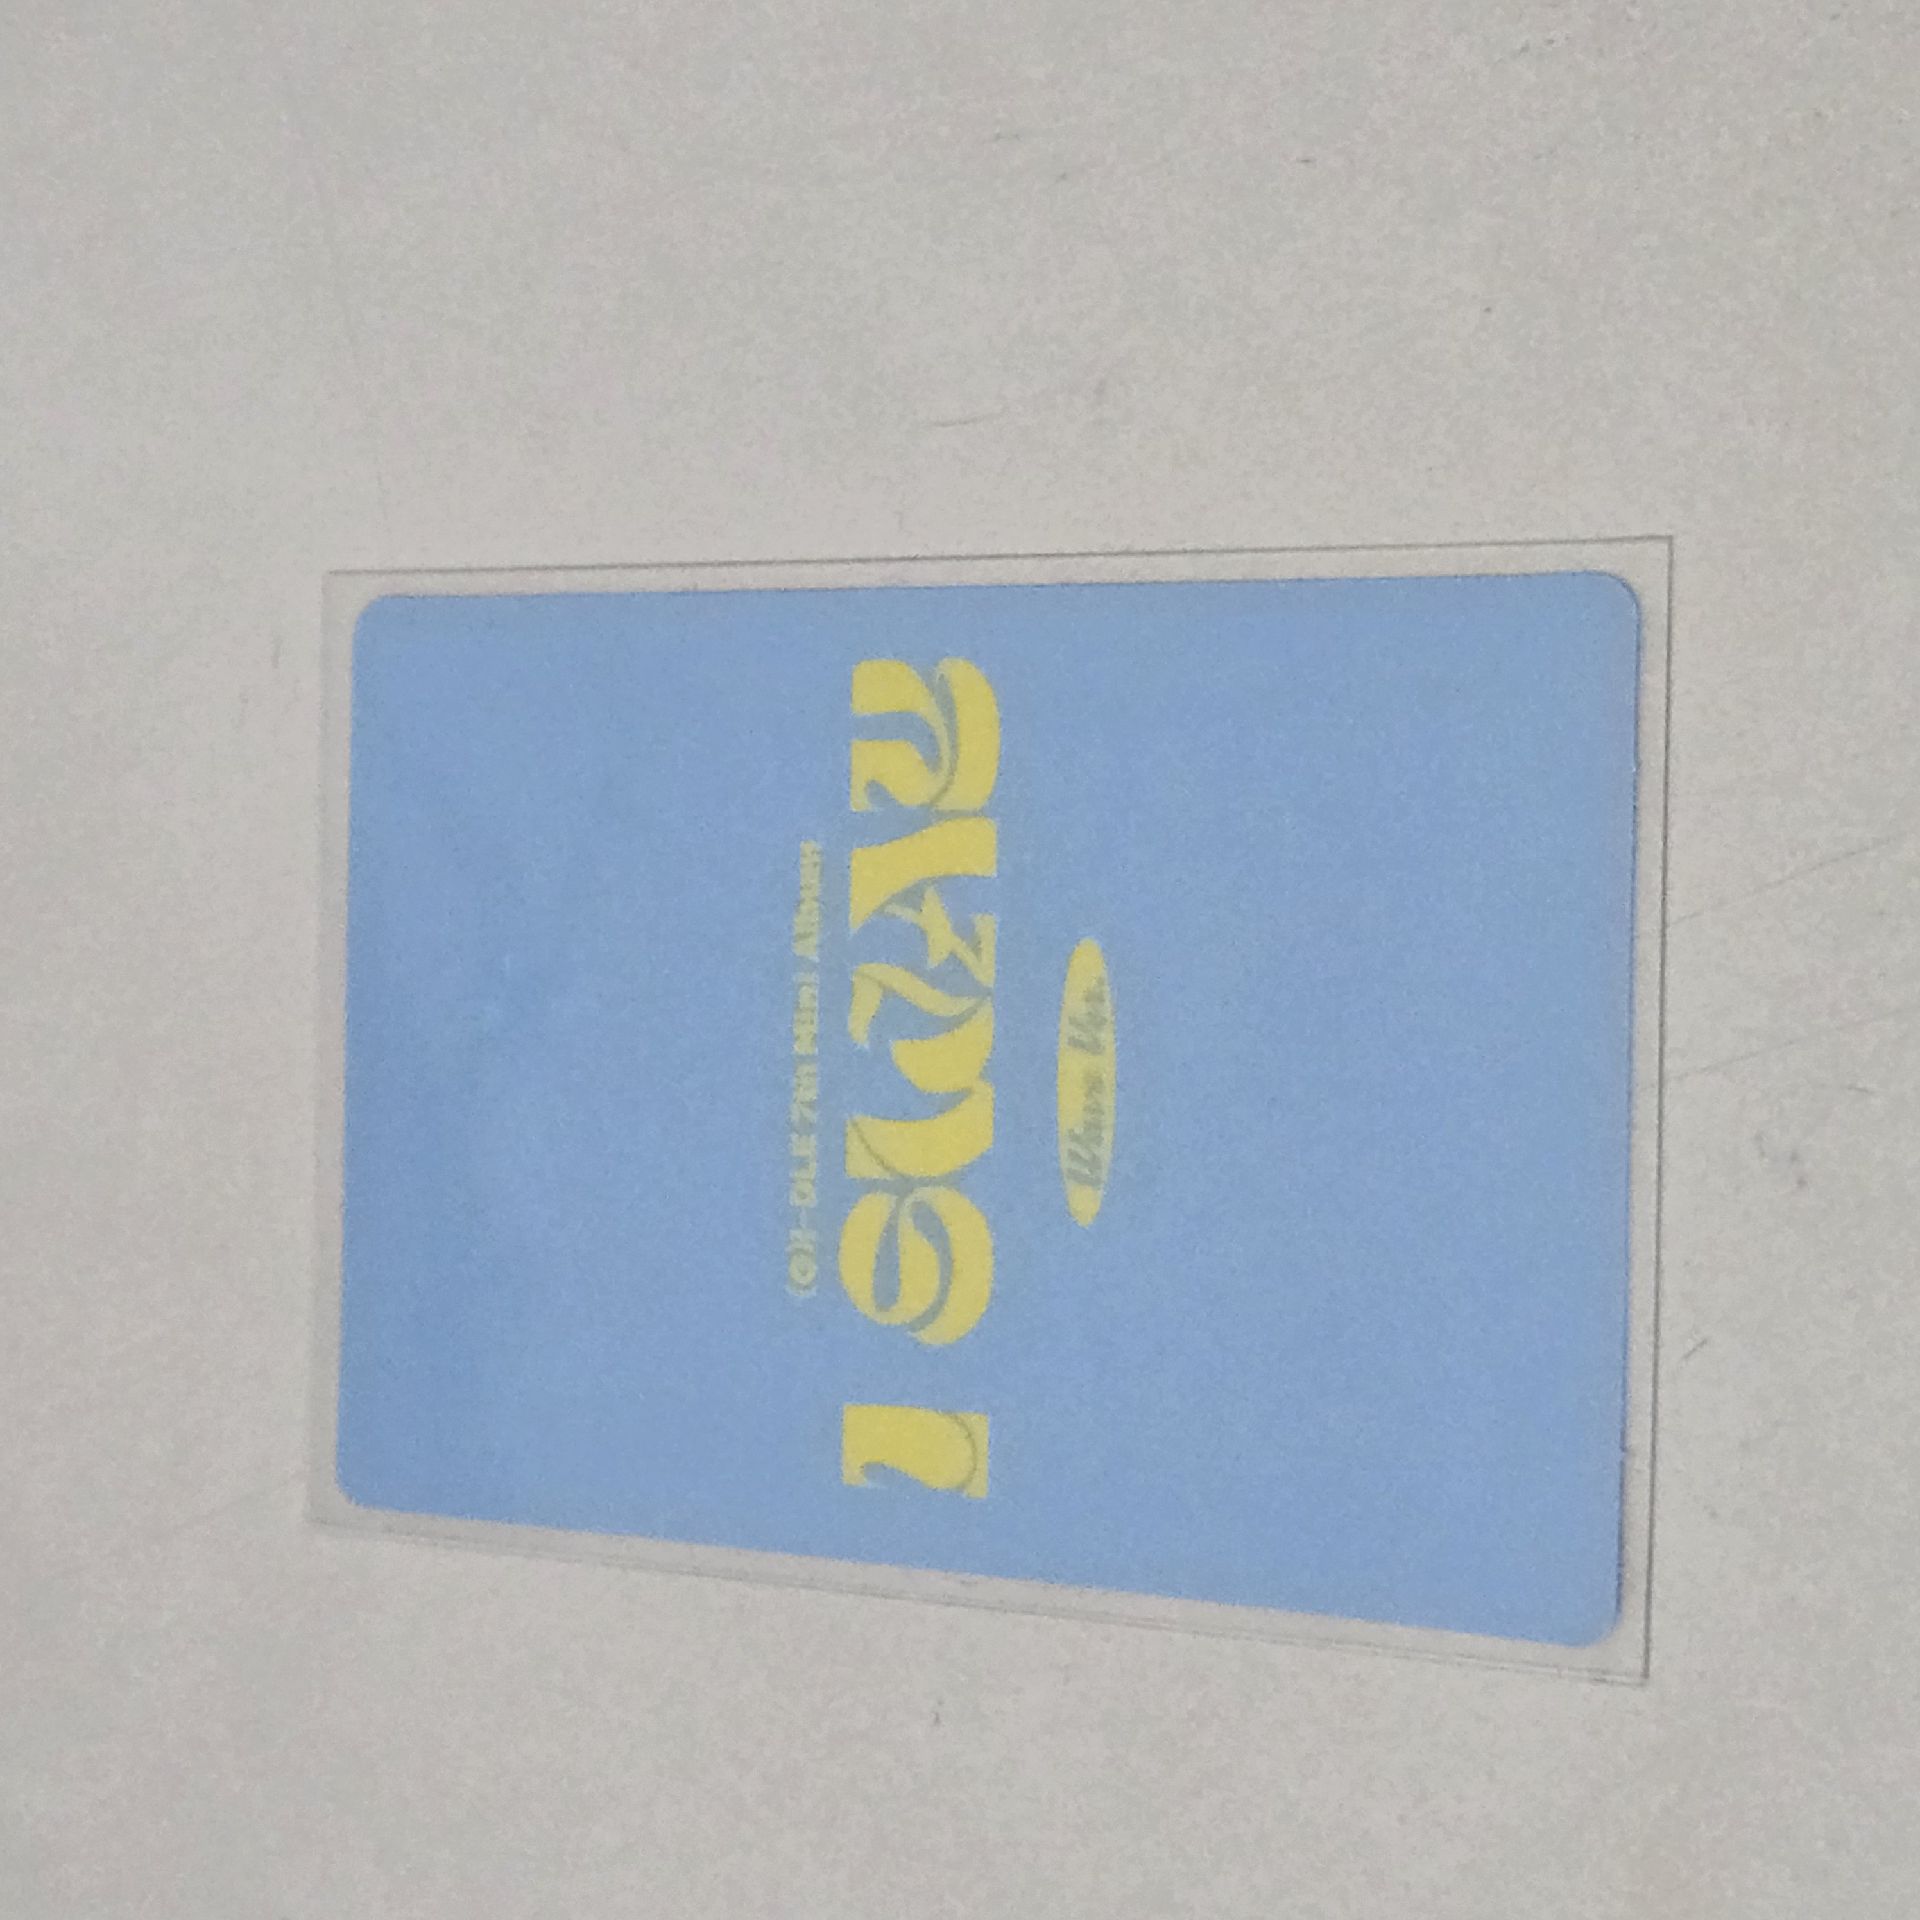 (G)I-DLE 7th Mini Album
I SWAY
Wave Ver.